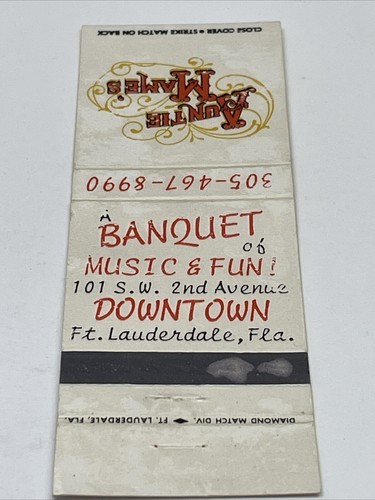 CLOSE COVER ★ STRIKE MATCH ON BACK
AUNTIE
MAME'S
305-467-8990
A
BANQUET
of
MUSIC & FUN!
101 S.W. 2nd Avenue
DOWNTOWN
Ft. Lauderdale, Fla.
DIAMOND MATCH DIV. ◆ FT. LAUDERDALE, FLA.